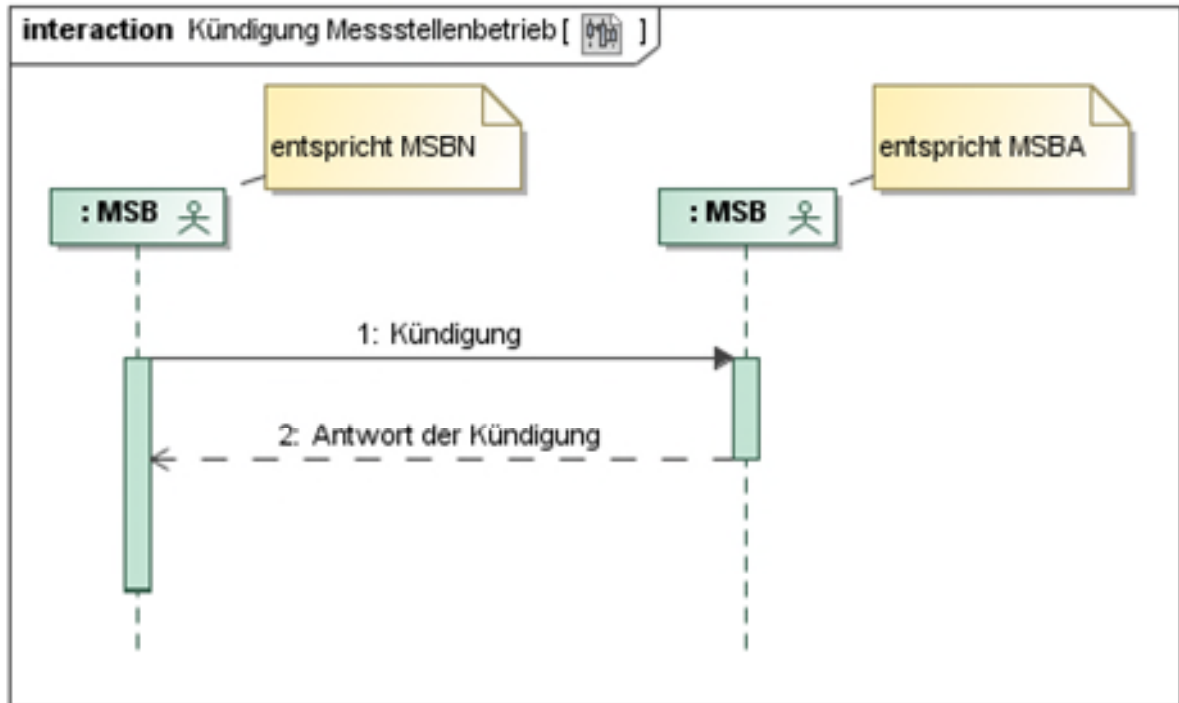 interaction Kündigung Messstellenbetrieb [ ]
entspricht MSBN
entspricht MSBA
: MSB
: MSB
1: Kündigung
2: Antwort der Kündigung